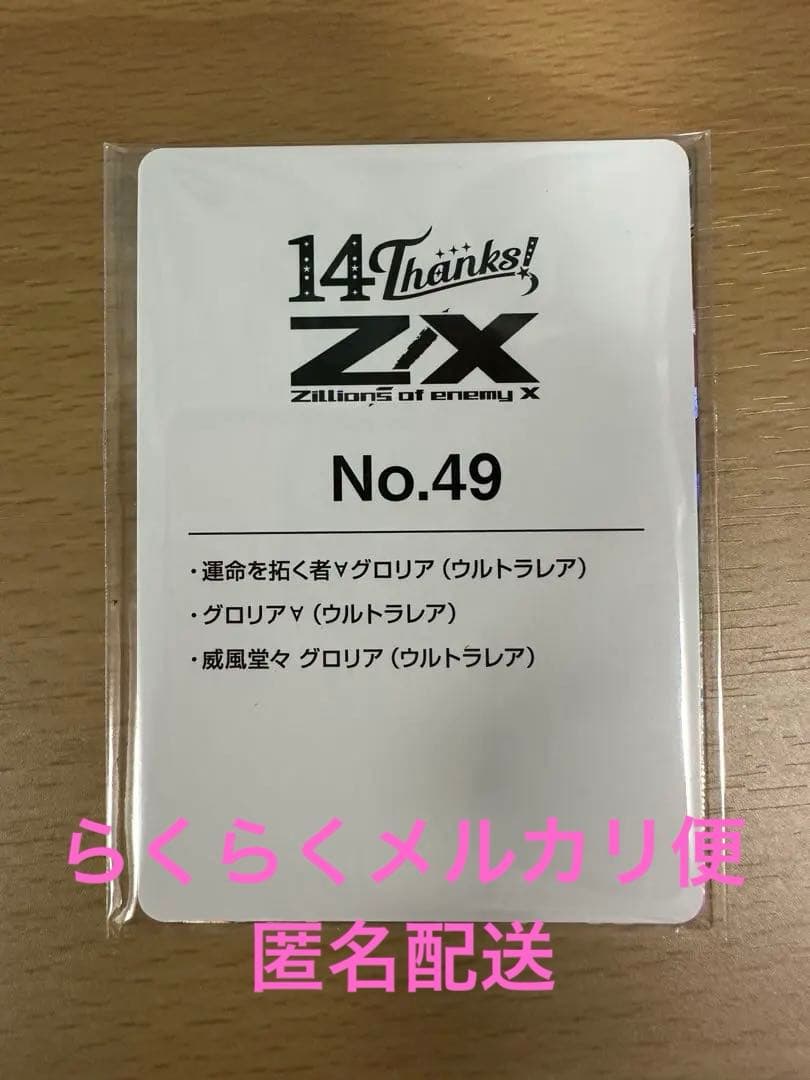 14 Thanks!
Z/X
Zillions of enemy X
No.49
・運命を拓く者∀グロリア（ウルトラレア）
・グロリア∀（ウルトラレア）
・威風堂々 グロリア（ウルトラレア）
らくらくメルカリ便
匿名配送